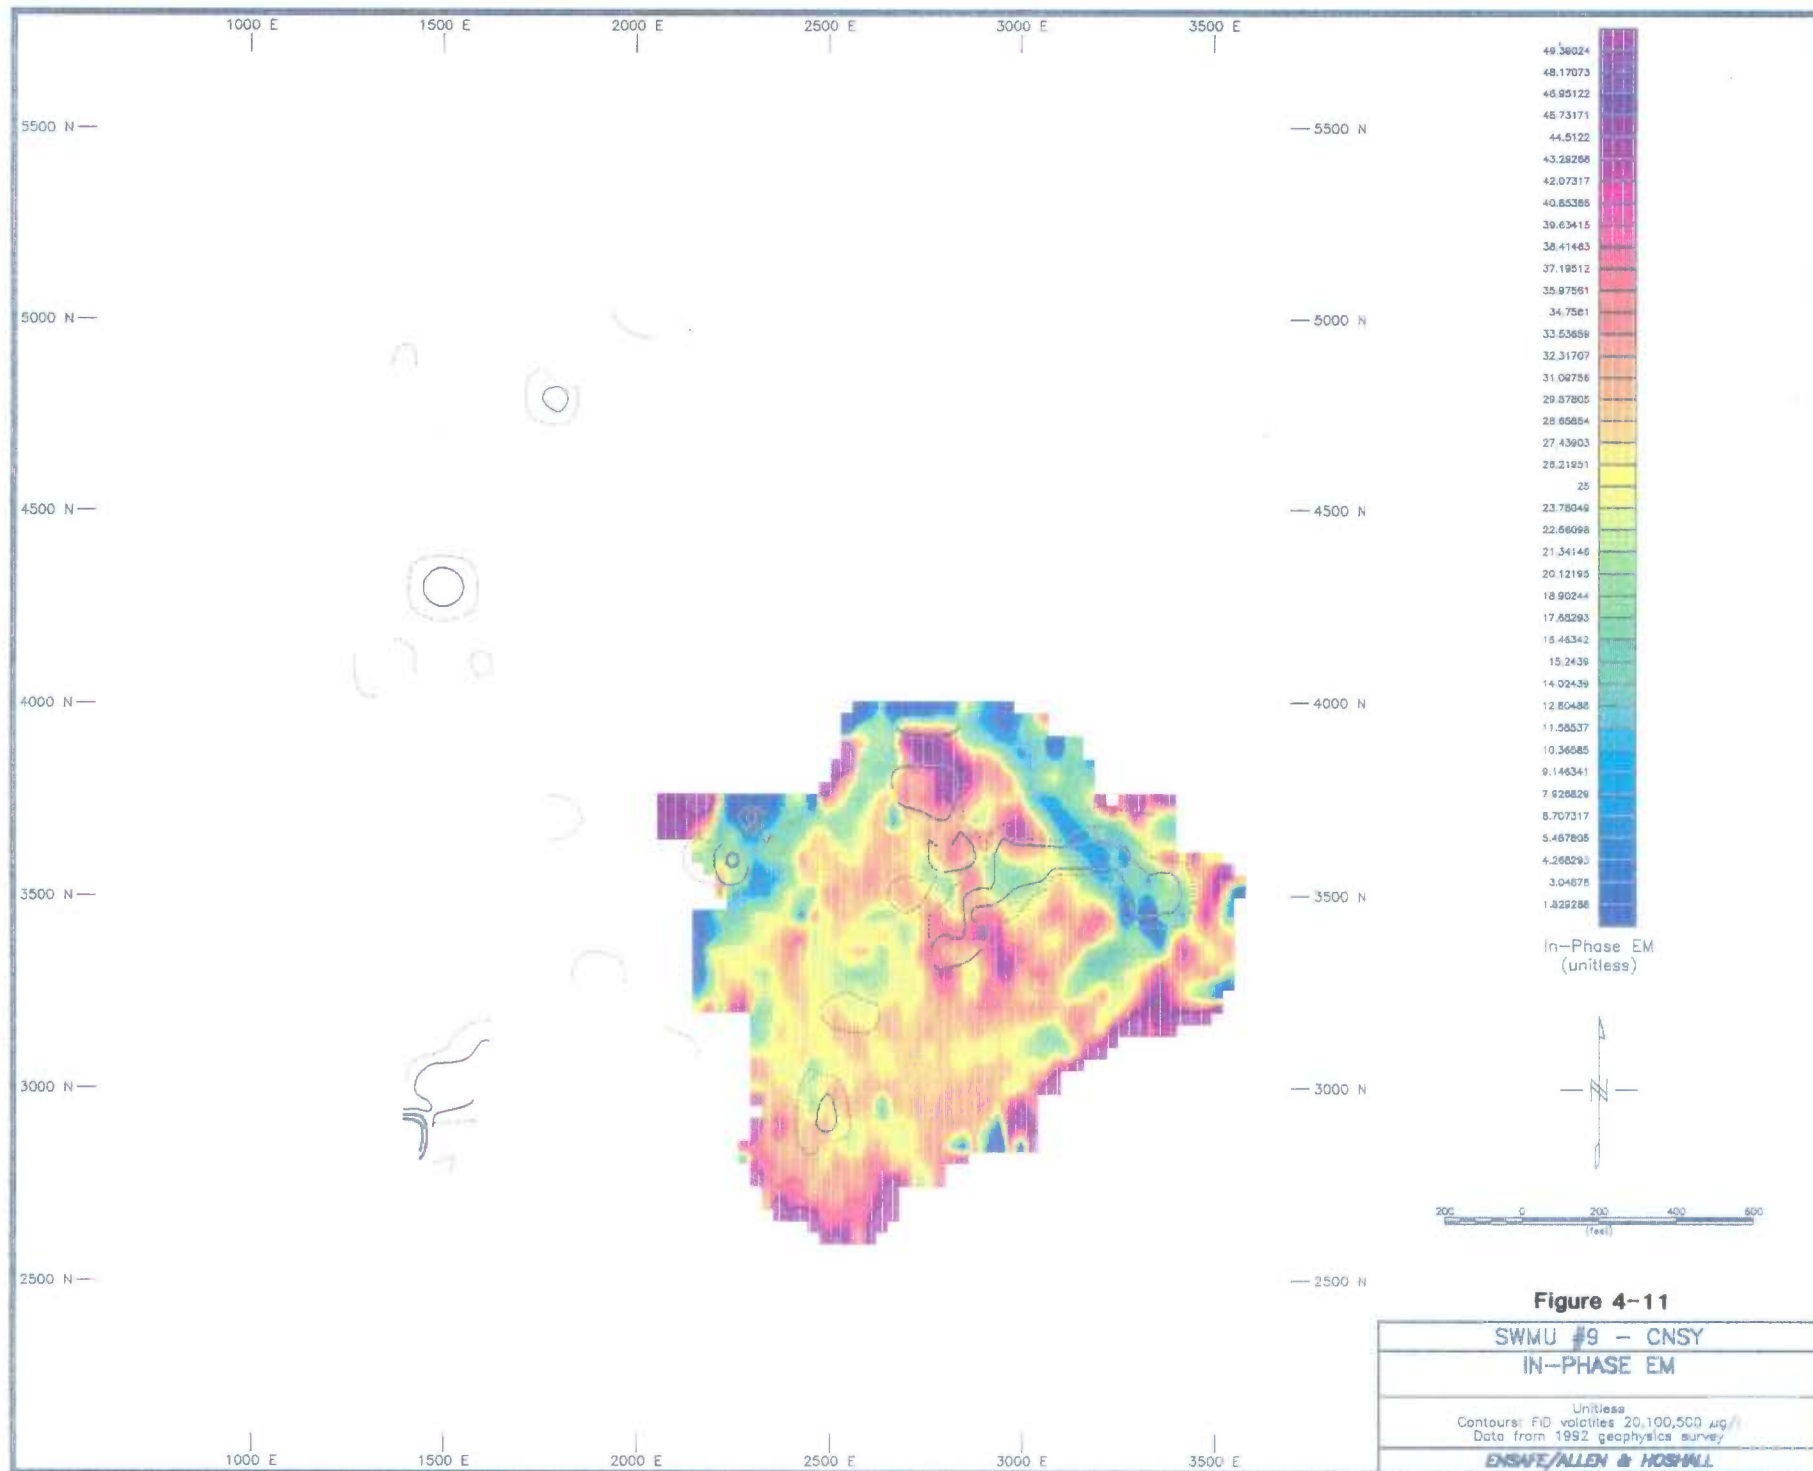 1000 E 1500 E 2000 E 2500 E 3000 E 3500 E
5500 N
5500 N
5000 N
5000 N
4500 N
4500 N
4000 N
4000 N
3500 N
3500 N
3000 N
3000 N
2500 N
2500 N
1000 E 1500 E 2000 E 2500 E 3000 E 3500 E
49.39024
48.17073
46.95122
45.73171
44.5122
43.29268
42.07317
40.85366
39.63415
38.41463
37.19512
35.97561
34.7561
33.53659
32.31707
31.09756
29.87805
28.65854
27.43903
26.21951
25
23.78049
22.56098
21.34146
20.12195
18.90244
17.68293
16.46342
15.2439
14.02439
12.80488
11.58537
10.36585
9.146341
7.926829
6.707317
5.487805
4.268293
3.04878
1.829268
In-Phase EM
(unitless)
N
200 0 200 400 600
(feet)
Figure 4-11
SWMU #9 - CNSY
IN-PHASE EM
Unitless
Contours: FID volatiles 20,100,500 µg/l
Data from 1992 geophysics survey
ENSAFE/ALLEN & HOSHALL